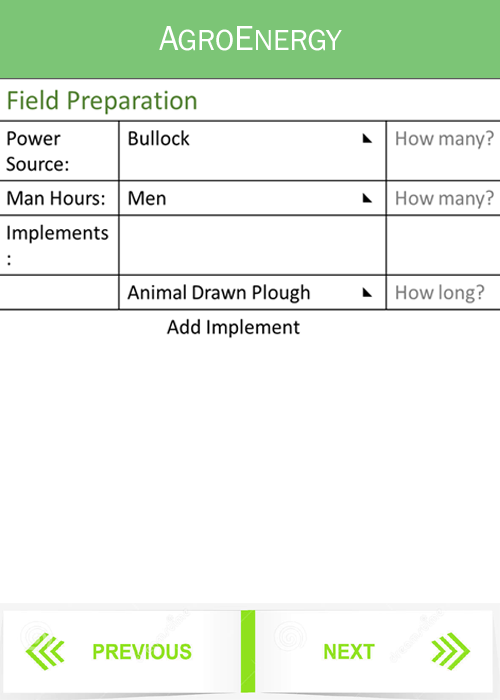 AGROENERGY
Field Preparation
Power Bullock How many?
Source:
Man Hours: Men How many?
Implements
:
Animal Drawn Plough How long?
Add Implement
PREVIOUS NEXT